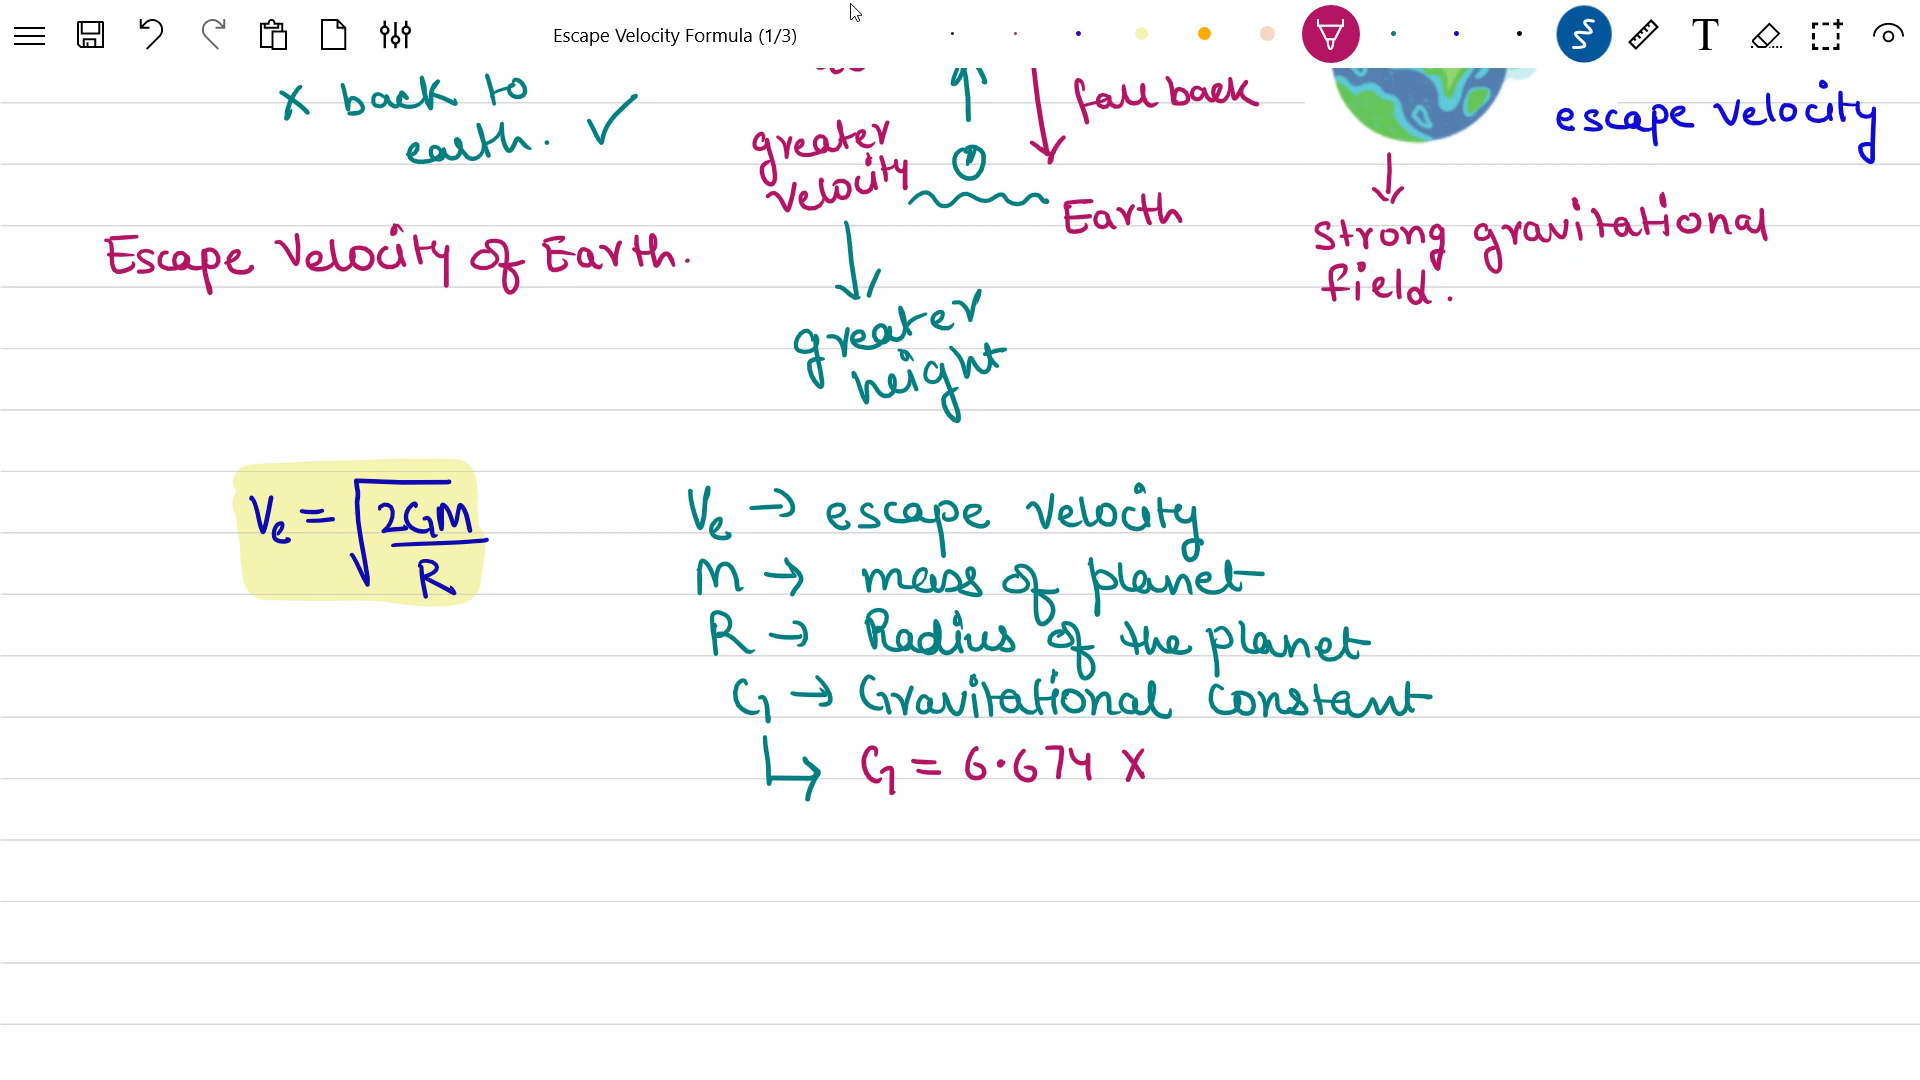 Escape Velocity Formula (1/3)
T
x back to
earth. ✓
greater
velocity
fall back
Earth
greater
height
escape velocity
strong gravitational
field.
Escape Velocity of Earth.
Ve = √(2GM/R)
Ve → escape velocity
M → mass of planet
R → Radius of the planet
G → Gravitational constant
↳ G = 6.674 x